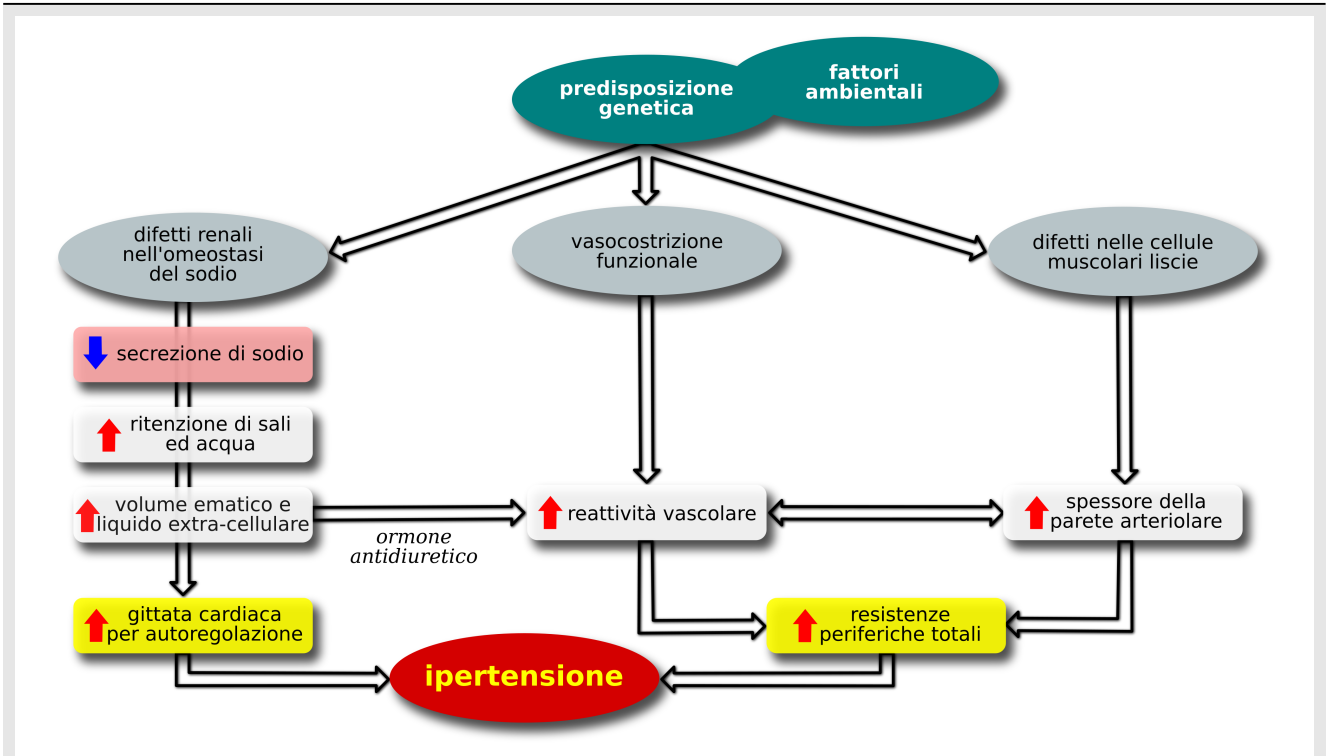 predisposizione
genetica
fattori
ambientali
difetti renali
nell'omeostasi
del sodio
vasocostrizione
funzionale
difetti nelle cellule
muscolari liscie
secrezione di sodio
ritenzione di sali
ed acqua
volume ematico e
liquido extra-cellulare
ormone
antidiuretico
reattività vascolare
spessore della
parete arteriolare
gittata cardiaca
per autoregolazione
resistenze
periferiche totali
ipertensione